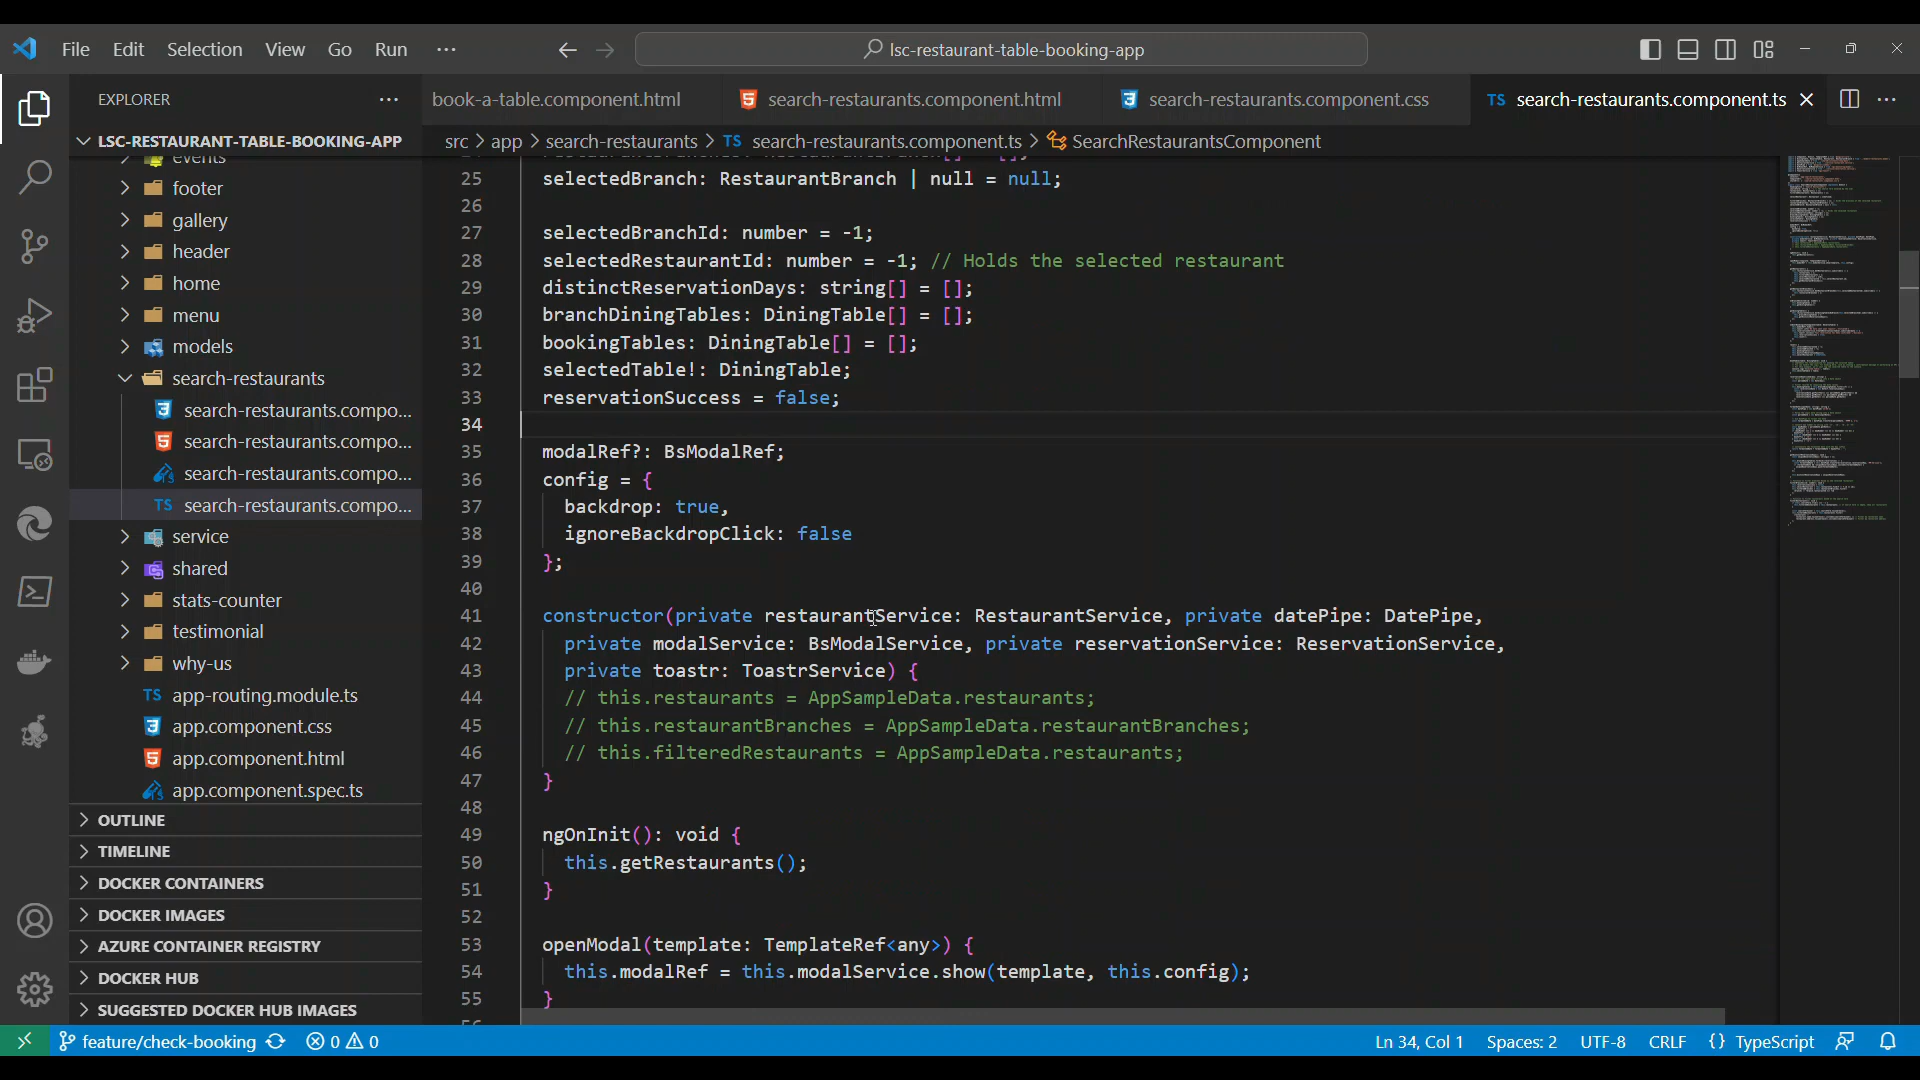 File Edit Selection View Go Run ···
lsc-restaurant-table-booking-app
EXPLORER
book-a-table.component.html
search-restaurants.component.html
search-restaurants.component.css
TS search-restaurants.component.ts
LSC-RESTAURANT-TABLE-BOOKING-APP
src > app > search-restaurants > TS search-restaurants.component.ts > SearchRestaurantsComponent
events
footer
gallery
header
home
menu
models
search-restaurants
search-restaurants.compo...
search-restaurants.compo...
search-restaurants.compo...
TS search-restaurants.compo...
service
shared
stats-counter
testimonial
why-us
TS app-routing.module.ts
app.component.css
app.component.html
app.component.spec.ts
OUTLINE
TIMELINE
DOCKER CONTAINERS
DOCKER IMAGES
AZURE CONTAINER REGISTRY
DOCKER HUB
SUGGESTED DOCKER HUB IMAGES
25 selectedBranch: RestaurantBranch | null = null;
26
27 selectedBranchId: number = -1;
28 selectedRestaurantId: number = -1; // Holds the selected restaurant
29 distinctReservationDays: string[] = [];
30 branchDiningTables: DiningTable[] = [];
31 bookingTables: DiningTable[] = [];
32 selectedTable!: DiningTable;
33 reservationSuccess = false;
34
35 modalRef?: BsModalRef;
36 config = {
37 backdrop: true,
38 ignoreBackdropClick: false
39 };
40
41 constructor(private restaurantService: RestaurantService, private datePipe: DatePipe,
42 private modalService: BsModalService, private reservationService: ReservationService,
43 private toastr: ToastrService) {
44 // this.restaurants = AppSampleData.restaurants;
45 // this.restaurantBranches = AppSampleData.restaurantBranches;
46 // this.filteredRestaurants = AppSampleData.restaurants;
47 }
48
49 ngOnInit(): void {
50 this.getRestaurants();
51 }
52
53 openModal(template: TemplateRef<any>) {
54 this.modalRef = this.modalService.show(template, this.config);
55 }
feature/check-booking 0 0 Ln 34, Col 1 Spaces: 2 UTF-8 CRLF {} TypeScript